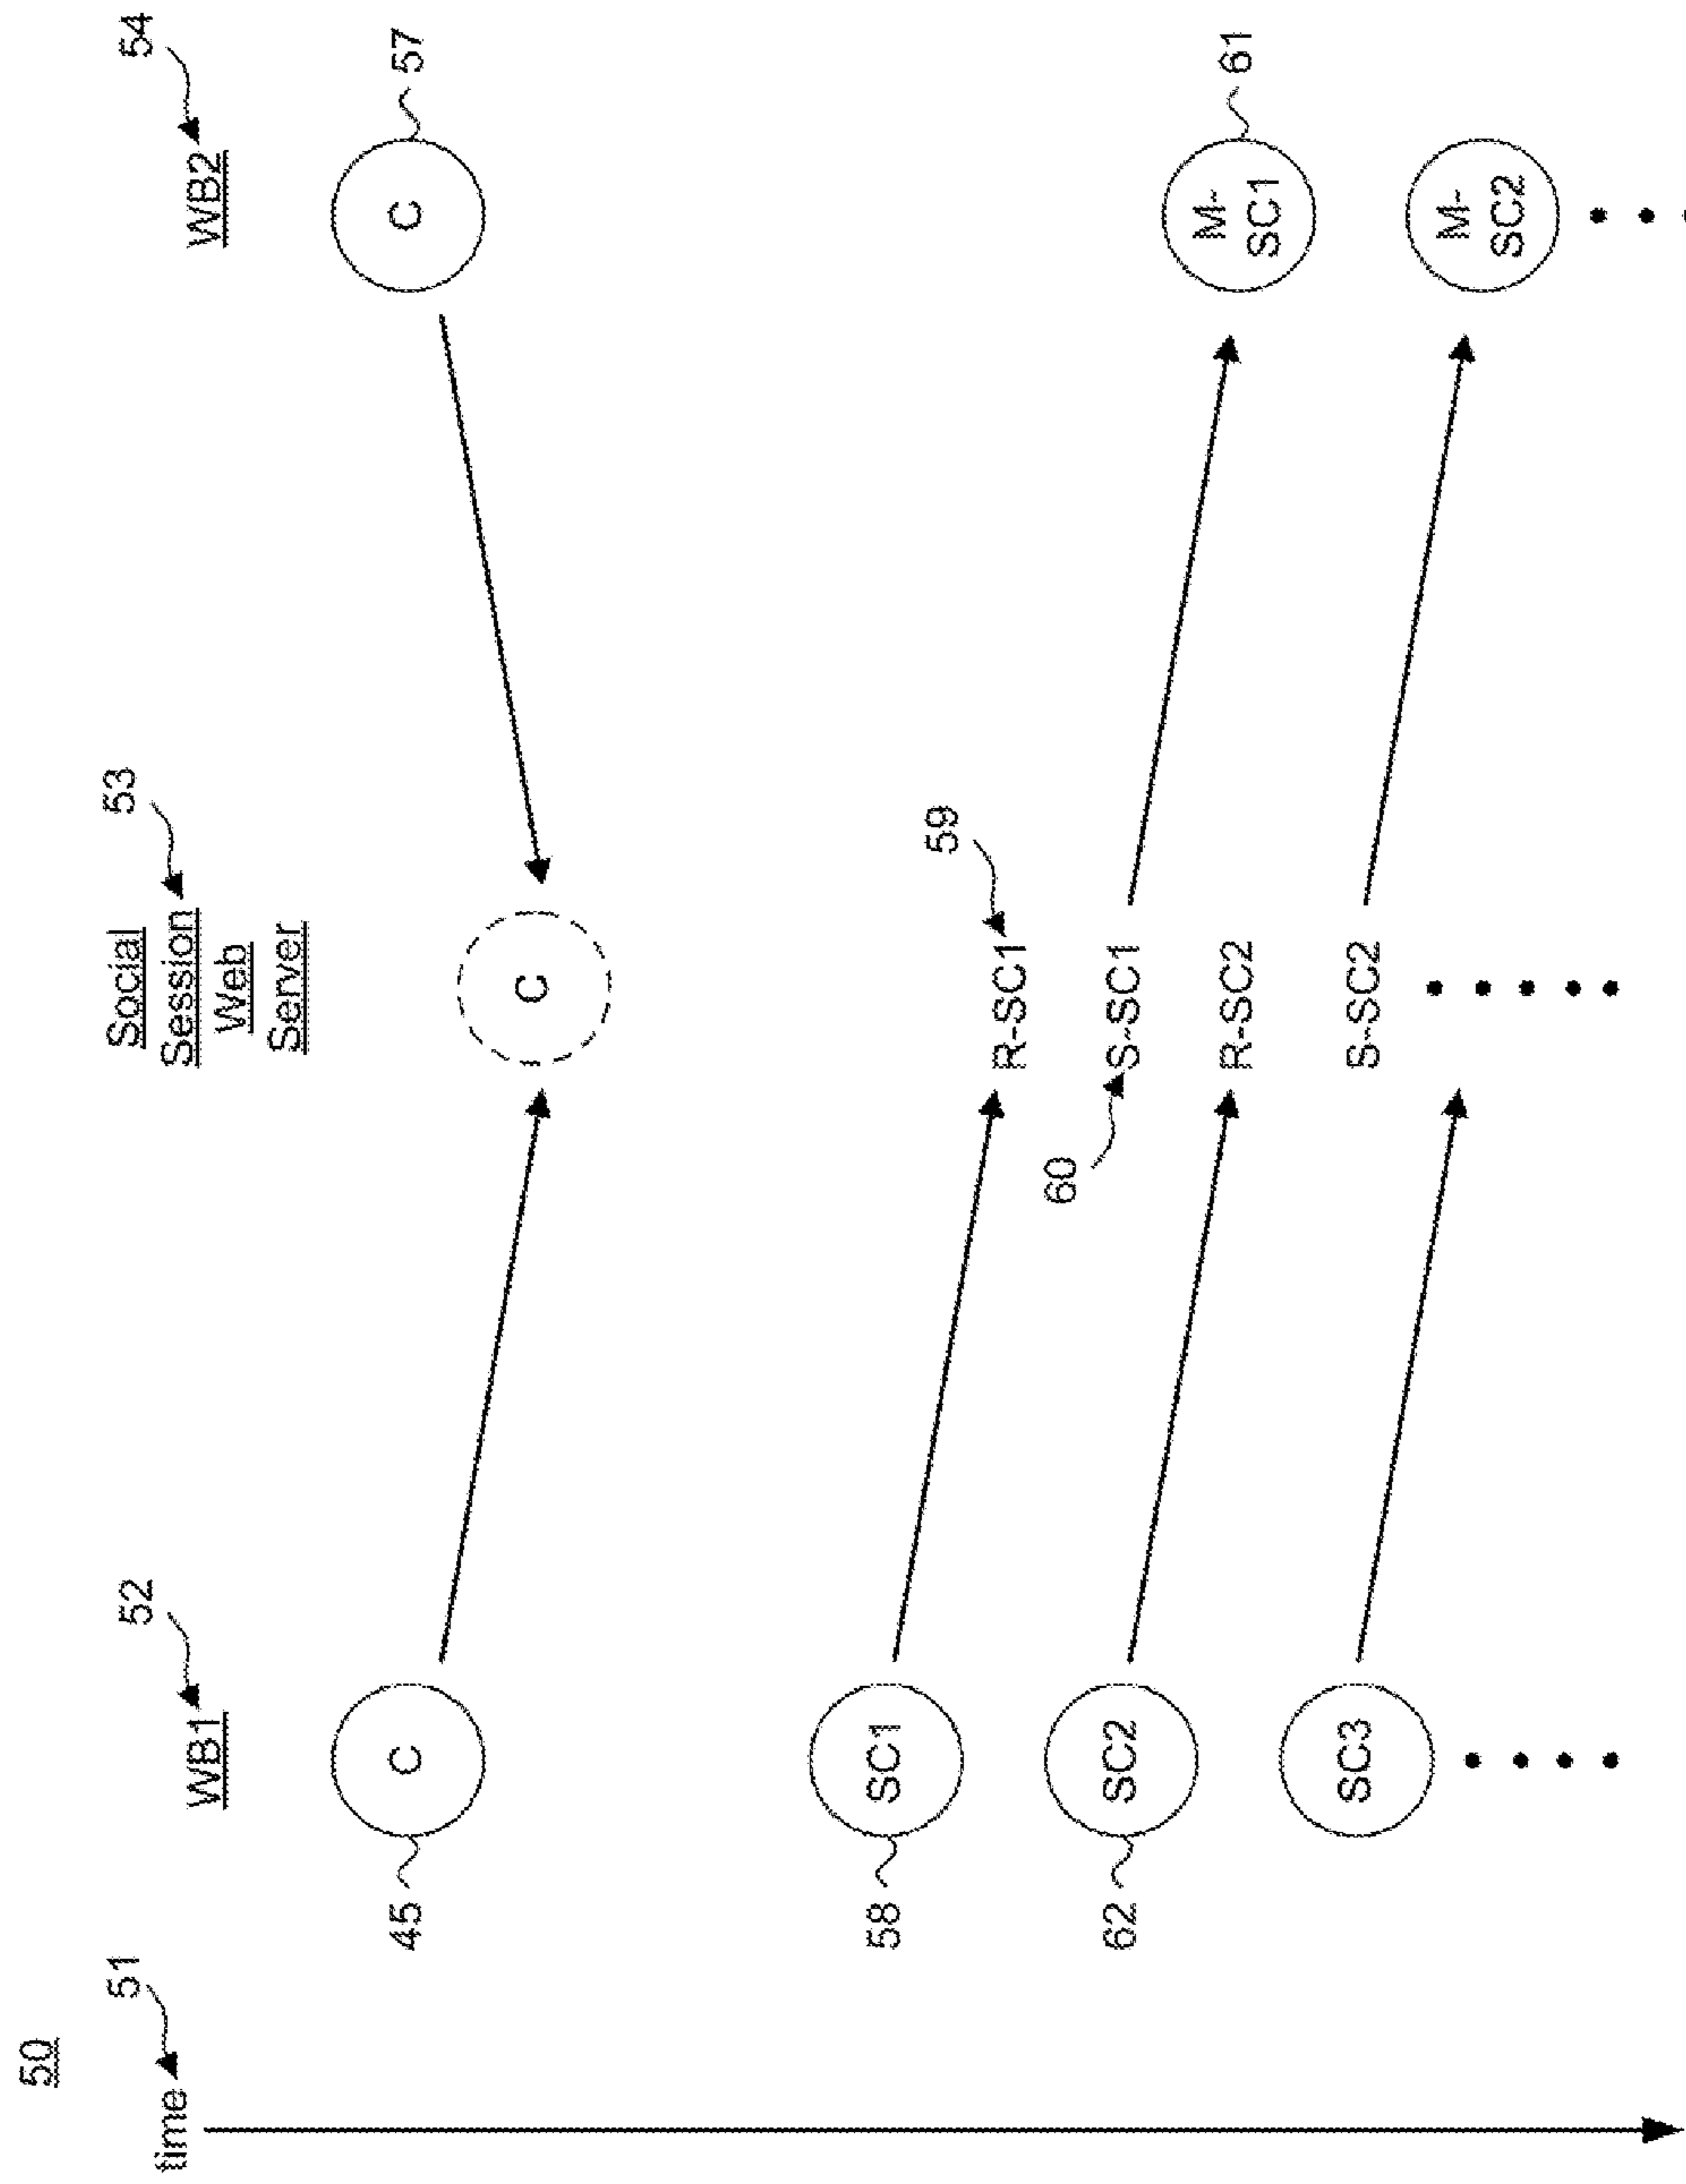 50
time
51
WB1
52
Social
Session
Web
Server
53
WB2
54
45
C
C
C
57
58
SC1
R-SC1
59
60
S-SC1
62
SC2
R-SC2
M-
SC1
61
SC3
S-SC2
M-
SC2